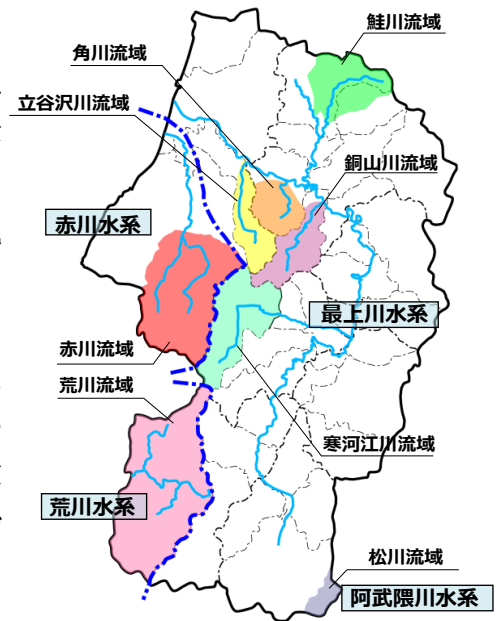 鮭川流域
角川流域
立谷沢川流域
銅山川流域
赤川水系
最上川水系
赤川流域
荒川流域
寒河江川流域
荒川水系
松川流域
阿武隈川水系